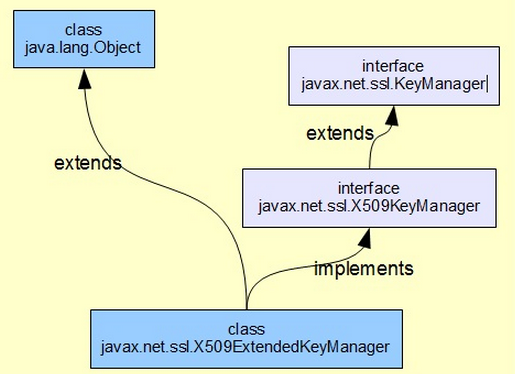 class
java.lang.Object
interface
javax.net.ssl.KeyManager
extends
extends
interface
javax.net.ssl.X509KeyManager
implements
class
javax.net.ssl.X509ExtendedKeyManager